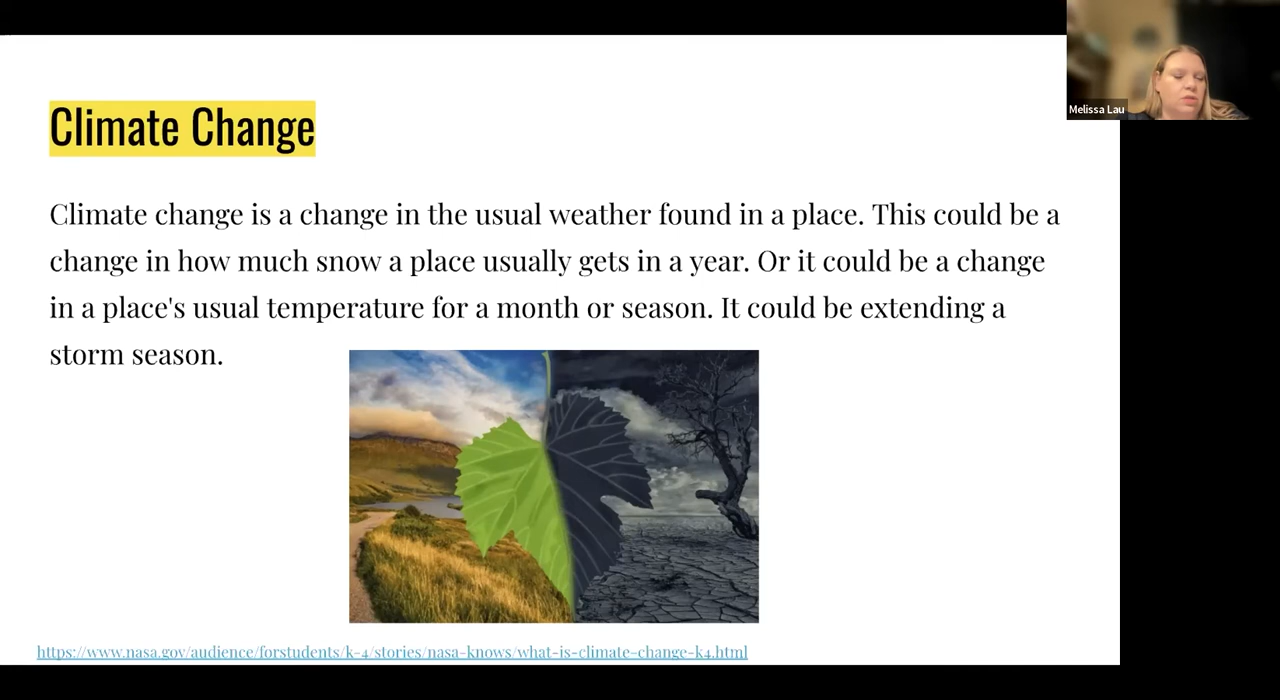 Climate Change
Climate change is a change in the usual weather found in a place. This could be a
change in how much snow a place usually gets in a year. Or it could be a change
in a place's usual temperature for a month or season. It could be extending a
storm season.
https://www.nasa.gov/audience/forstudents/k-4/stories/nasa-knows/what-is-climate-change-k4.html
Melissa Lau